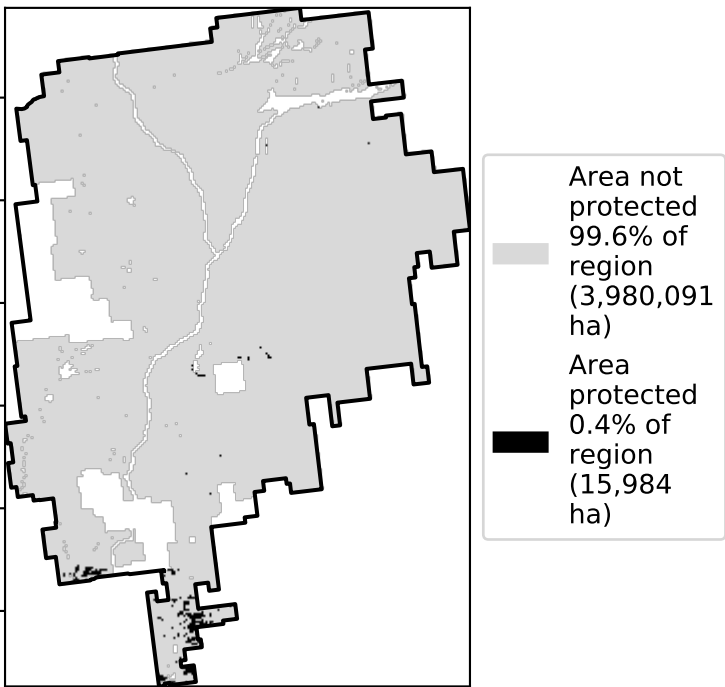 Area not
protected
99.6% of
region
(3,980,091
ha)
Area
protected
0.4% of
region
(15,984
ha)